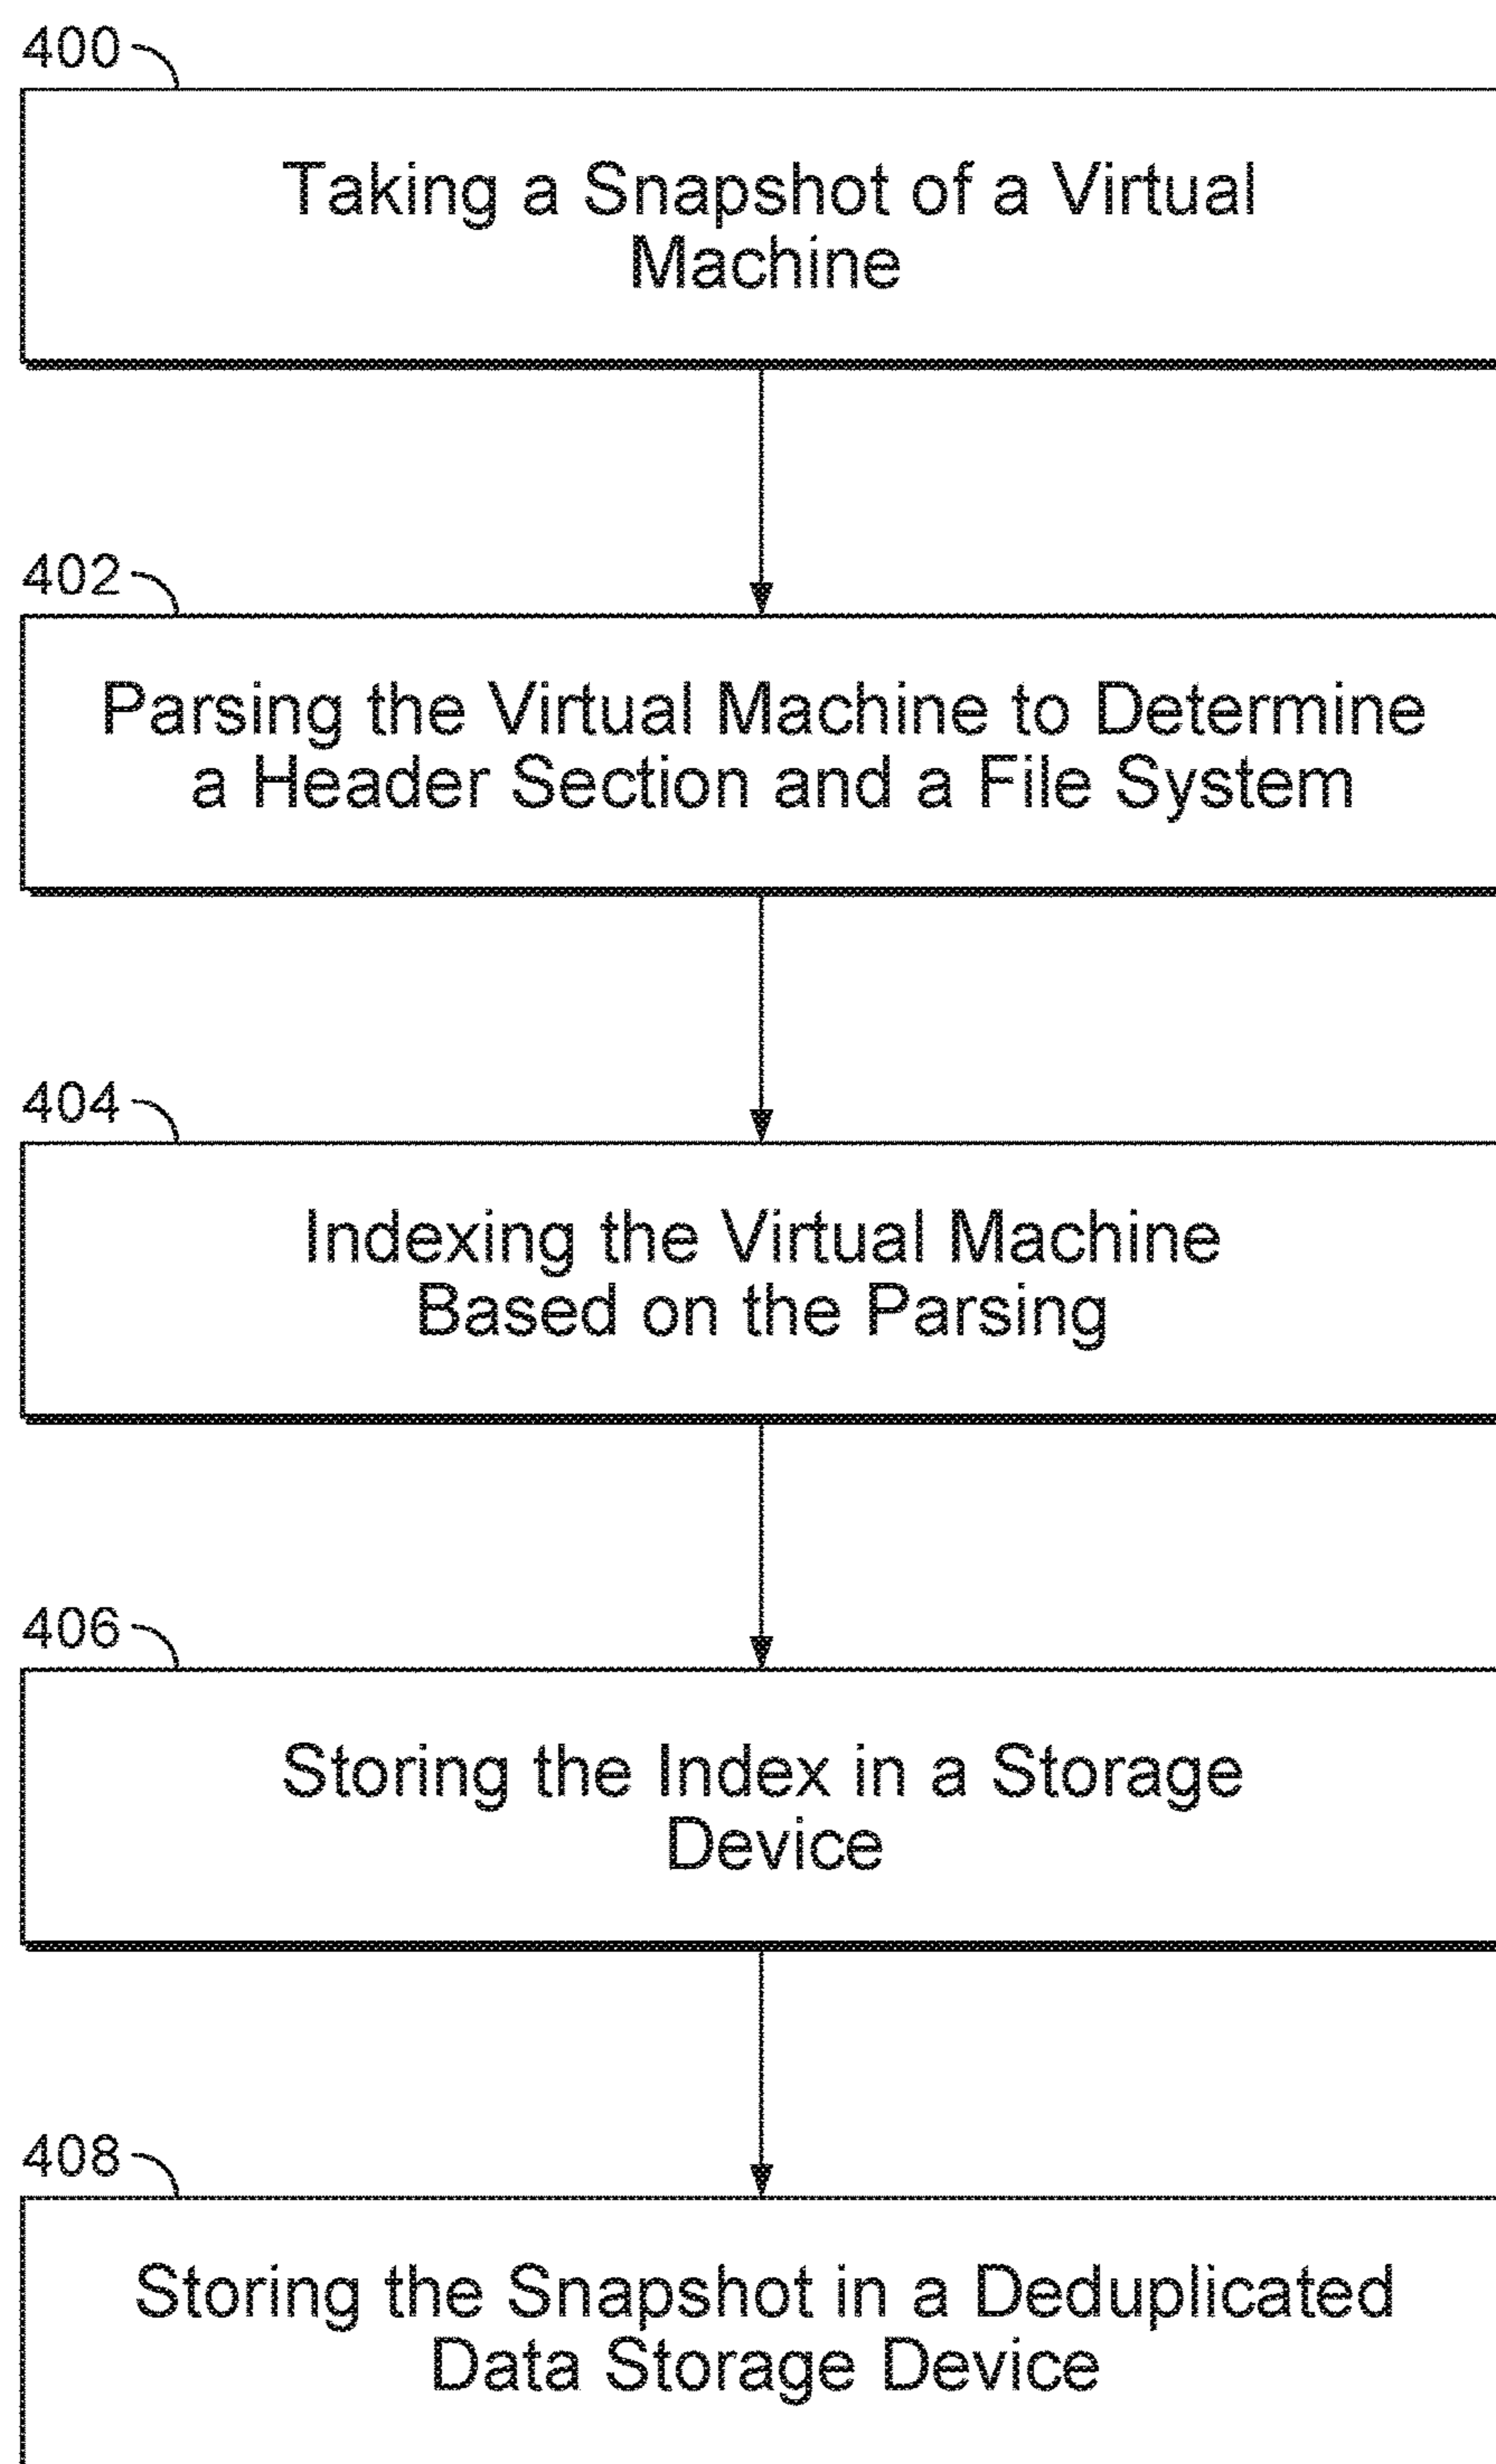 400
Taking a Snapshot of a Virtual
Machine
402
Parsing the Virtual Machine to Determine
a Header Section and a File System
404
Indexing the Virtual Machine
Based on the Parsing
406
Storing the Index in a Storage
Device
408
Storing the Snapshot in a Deduplicated
Data Storage Device